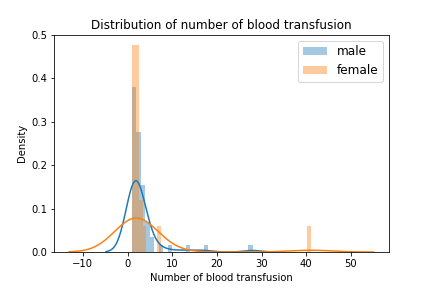 Distribution of number of blood transfusion
male
female
Density
0.5
0.4
0.3
0.2
0.1
0.0
−10
0
10
20
30
40
50
Number of blood transfusion